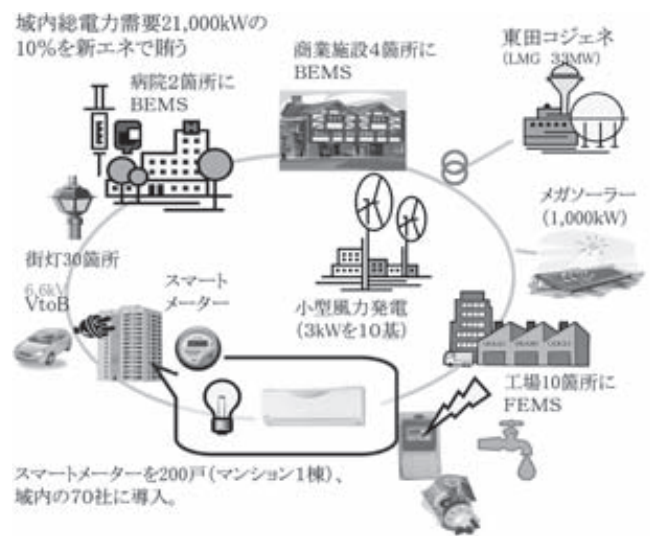 域内総電力需要21,000kWの
10％を新エネで賄う
病院2箇所に
BEMS
商業施設4箇所に
BEMS
東田コジェネ
(LMG 33MW)
メガソーラー
(1,000kW)
街灯30箇所
6.6kV
VtoB
スマート
メーター
小型風力発電
(3kWを10基)
工場10箇所に
FEMS
スマートメーターを200戸(マンション1棟)、
域内の70社に導入。